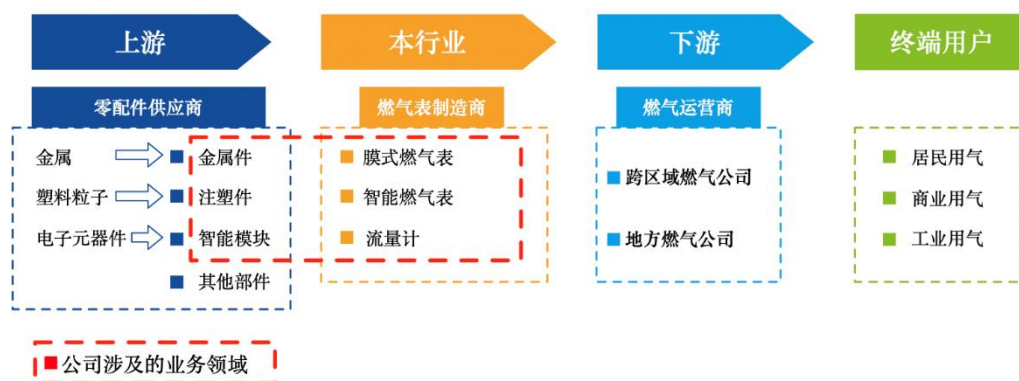 上游
本行业
下游
终端用户
零配件供应商
燃气表制造商
燃气运营商
金属
金属件
膜式燃气表
跨区域燃气公司
居民用气
塑料粒子
注塑件
智能燃气表
商业用气
电子元器件
智能模块
流量计
地方燃气公司
工业用气
其他部件
公司涉及的业务领域